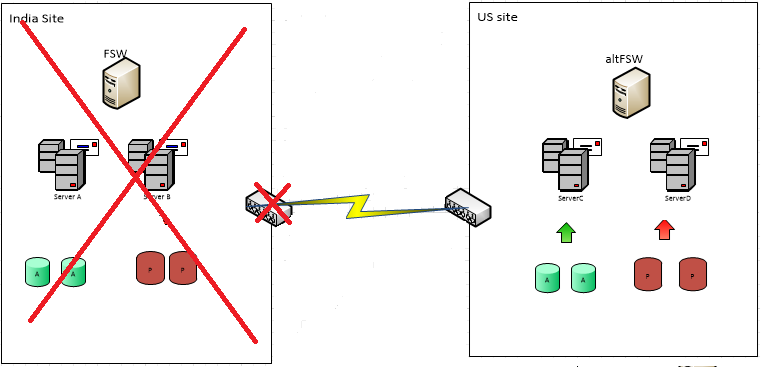 India Site
FSW
Server A
Server B
A
A
P
P
US site
altFSW
ServerC
ServerD
A
A
P
P